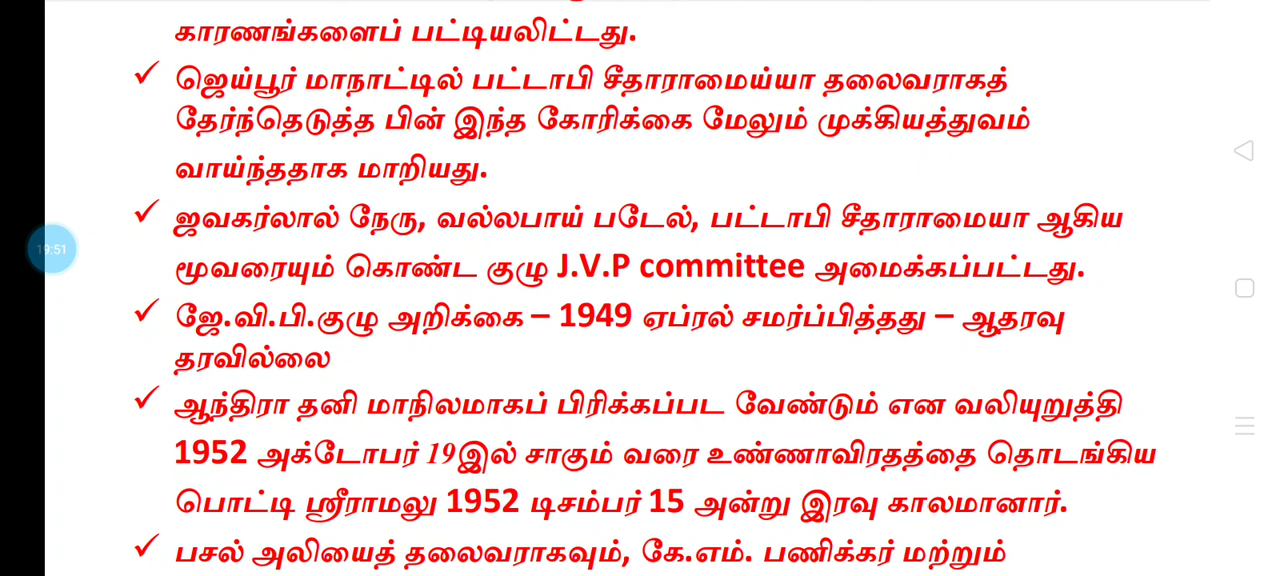 காரணங்களைப் பட்டியலிட்டது.
✓ ஜெய்பூர் மாநாட்டில் பட்டாபி சீதாராமைய்யா தலைவராகத்
தேர்ந்தெடுத்த பின் இந்த கோரிக்கை மேலும் முக்கியத்துவம்
வாய்ந்ததாக மாறியது.
✓ ஜவகர்லால் நேரு, வல்லபாய் படேல், பட்டாபி சீதாராமையா ஆகிய
மூவரையும் கொண்ட குழு J.V.P committee அமைக்கப்பட்டது.
✓ ஜே.வி.பி.குழு அறிக்கை – 1949 ஏப்ரல் சமர்ப்பித்தது – ஆதரவு
தரவில்லை
✓ ஆந்திரா தனி மாநிலமாகப் பிரிக்கப்பட வேண்டும் என வலியுறுத்தி
1952 அக்டோபர் 19இல் சாகும் வரை உண்ணாவிரதத்தை தொடங்கிய
பொட்டி ஸ்ரீராமலு 1952 டிசம்பர் 15 அன்று இரவு காலமானார்.
✓ பசல் அலியைத் தலைவராகவும், கே.எம். பணிக்கர் மற்றும்
19:51